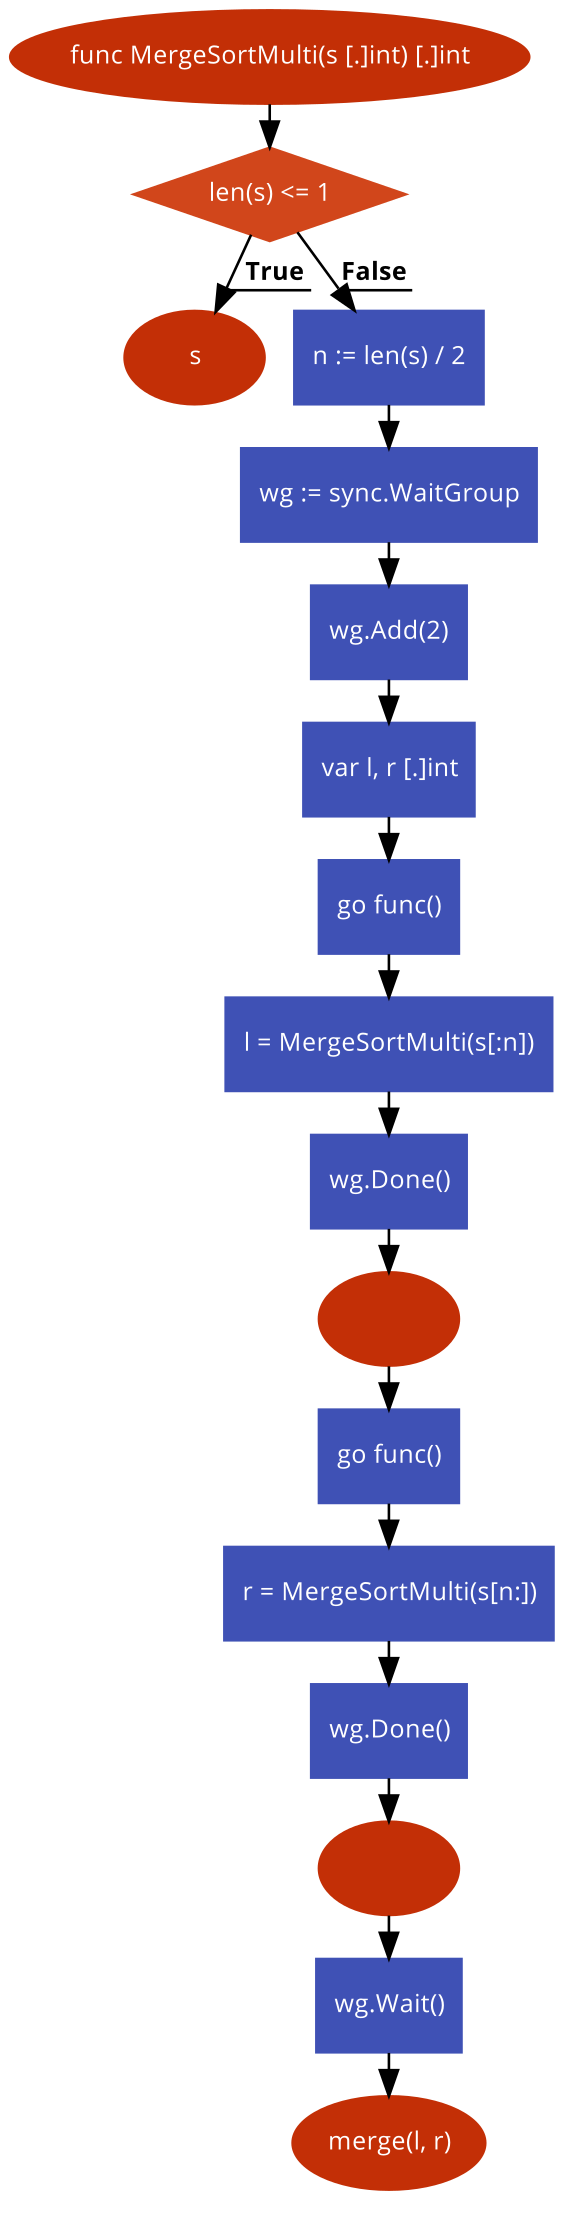 func MergeSortMulti(s [.]int) [.]int
len(s) <= 1
True
False
s
n := len(s) / 2
wg := sync.WaitGroup
wg.Add(2)
var l, r [.]int
go func()
l = MergeSortMulti(s[:n])
wg.Done()
go func()
r = MergeSortMulti(s[n:])
wg.Done()
wg.Wait()
merge(l, r)